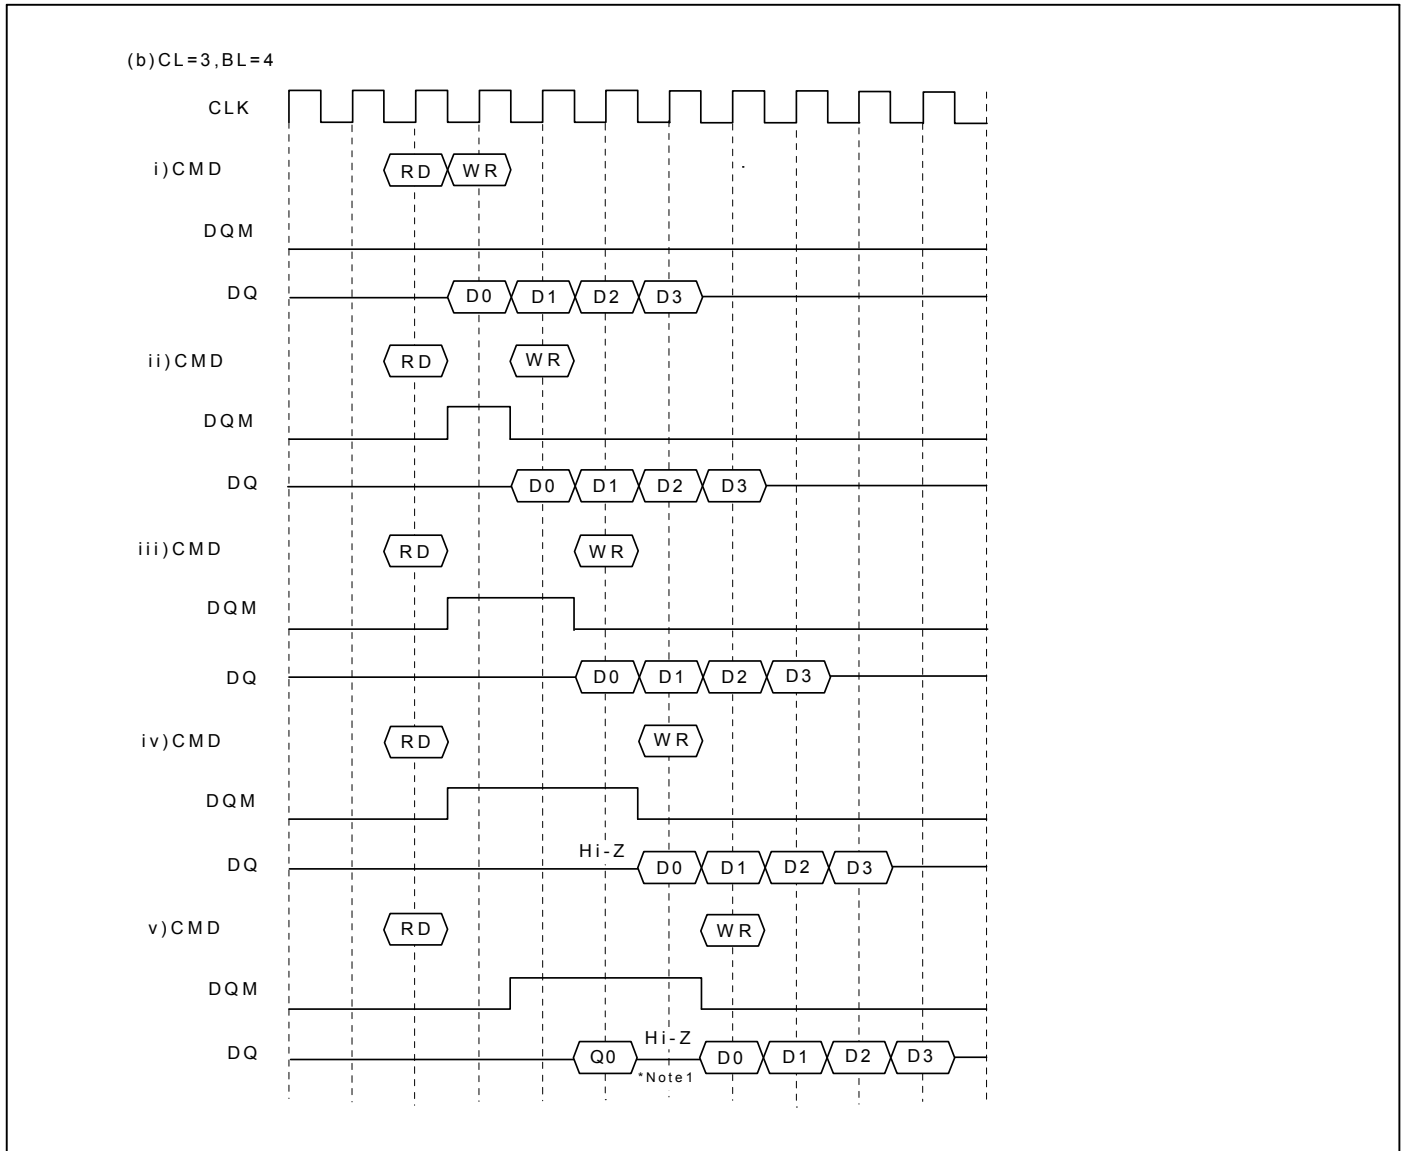 (b)CL=3,BL=4
CLK
i)CMD RD WR
DQM
DQ D0 D1 D2 D3
ii)CMD RD WR
DQM
DQ D0 D1 D2 D3
iii)CMD RD WR
DQM
DQ D0 D1 D2 D3
iv)CMD RD WR
DQM
DQ Hi-Z D0 D1 D2 D3
v)CMD RD WR
DQM
Hi-Z
DQ Q0 D0 D1 D2 D3
*Note1